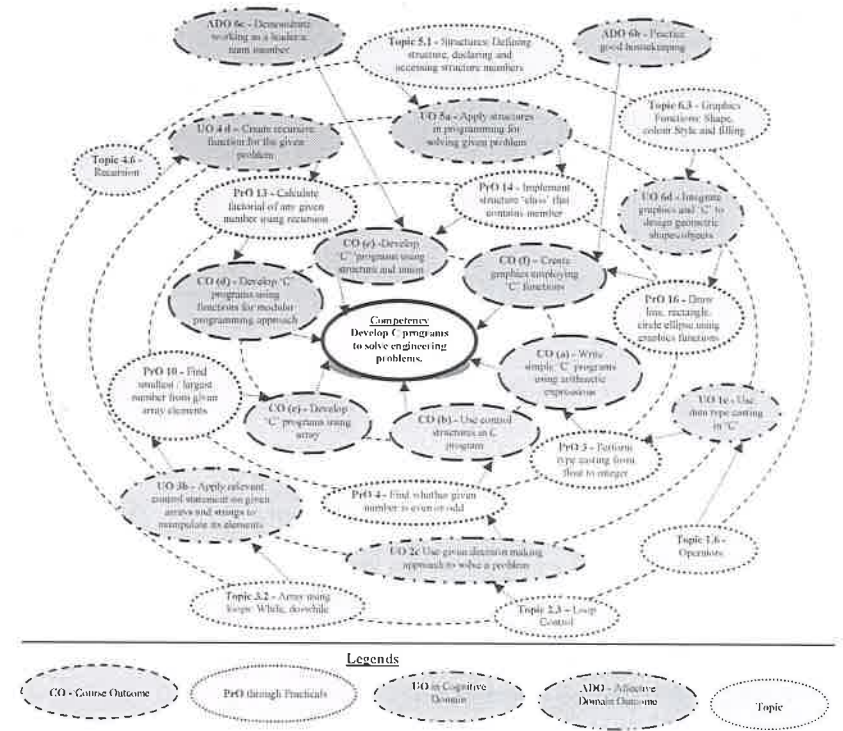 ADO 6c - Demonstrate
working as a leader/a
team member
ADO 6b - Practice
good housekeeping
Topic 5.1 - Structures: Defining
structure, declaring and
accessing structure members
Topic 6.3 - Graphics
Functions: Shape,
colour Style and filling
UO 4d - Create recursive
function for the given
problem
UO 5a - Apply structures
in programming for
solving given problem
Topic 4.6 -
Recursion
PrO 13 - Calculate
factorial of any given
number using recursion
PrO 14 - Implement
structure 'class' that
contains member
UO 6d - Integrate
graphics and 'C' to
design geometric
shapes/objects
CO (e) -Develop
'C' programs using
structure and union
CO (f) - Create
graphics employing
'C' functions
CO (d) - Develop 'C'
programs using
functions for modular
programming approach
PrO 16 - Draw
line, rectangle,
circle ellipse using
graphics functions
Competency
Develop C programs
to solve engineering
problems.
CO (a) - Write
simple 'C' programs
using arithmetic
expressions
PrO 10 - Find
smallest / largest
number from given
array elements
UO 1e - Use
data type casting
in 'C'
CO (c) - Develop
'C' programs using
array
CO (b) - Use control
structures in C
program
PrO 3 - Perform
type casting from
float to integer
UO 3b - Apply relevant
control statement on given
arrays and strings to
manipulate its elements
PrO 4 - Find whether given
number is even or odd
UO 2c Use given decision making
approach to solve a problem
Topic 1.6 -
Operators
Topic 3.2 - Array using
loops: While, dowhile
Topic 2.3 - Loop
Control
Legends
CO - Course Outcome
PrO through Practicals
UO in Cognitive
Domain
ADO - Affective
Domain Outcome
Topic